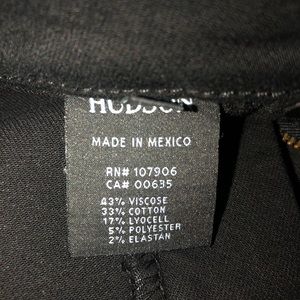 HUDSON
MADE IN MEXICO
RN# 107906
CA# 00635
43% VISCOSE
33% COTTON
17% LYOCELL
5% POLYESTER
2% ELASTAN